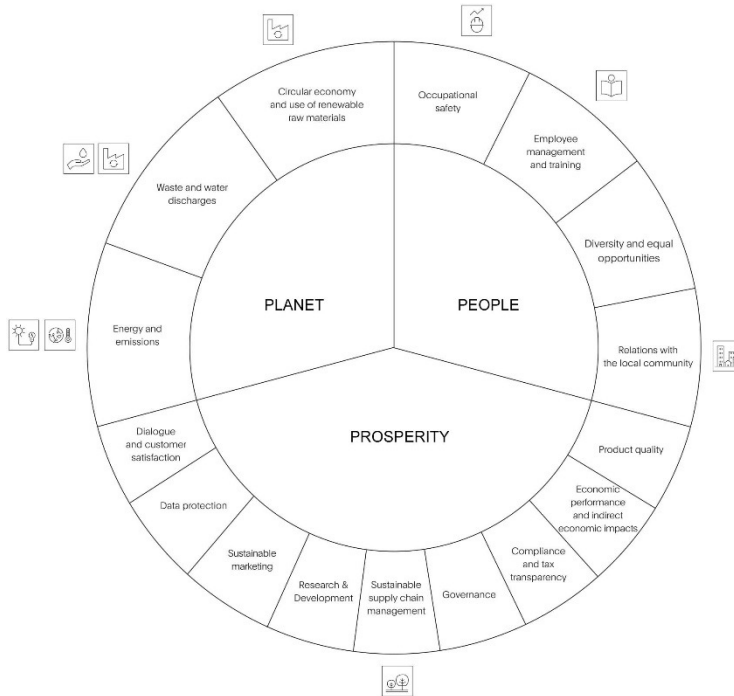 Circular economy
and use of renewable
raw materials
Occupational
safety
Employee
management
and training
Waste and water
discharges
Diversity and equal
opportunities
PLANET
PEOPLE
Energy and
emissions
Relations with
the local community
PROSPERITY
Dialogue
and customer
satisfaction
Product quality
Data protection
Economic
performance
and indirect
economic impacts
Sustainable
marketing
Compliance
and tax
transparency
Research &
Development
Sustainable
supply chain
management
Governance